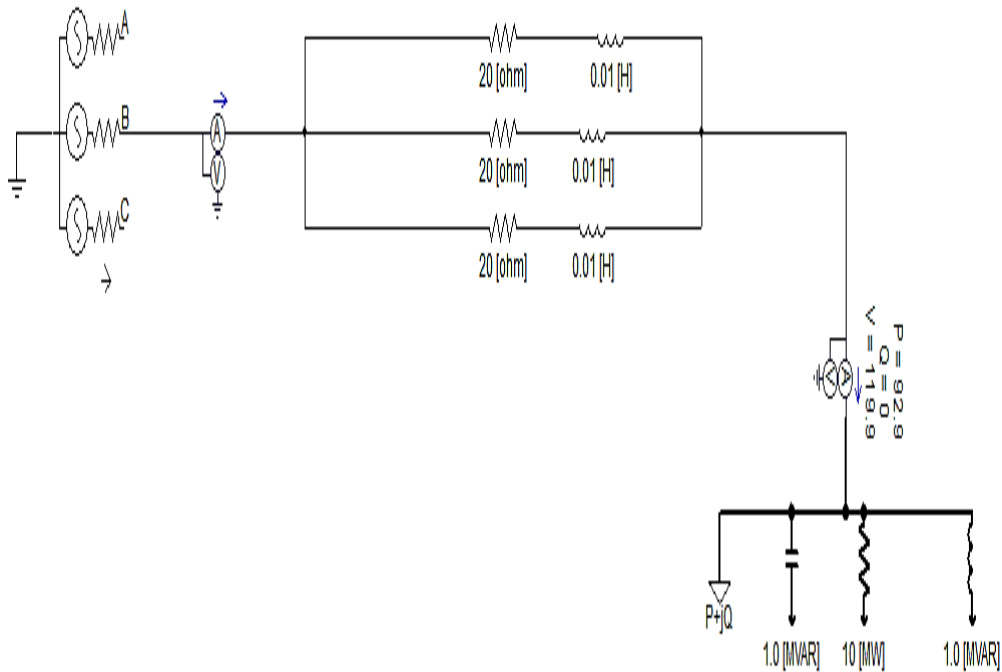 A
B
C
20 [ohm]
0.01 [H]
20 [ohm]
0.01 [H]
20 [ohm]
0.01 [H]
A
V
A
V
P = 92.9
Q = 0
V = 119.9
P+jQ
1.0 [MVAR]
10 [MW]
1.0 [MVAR]